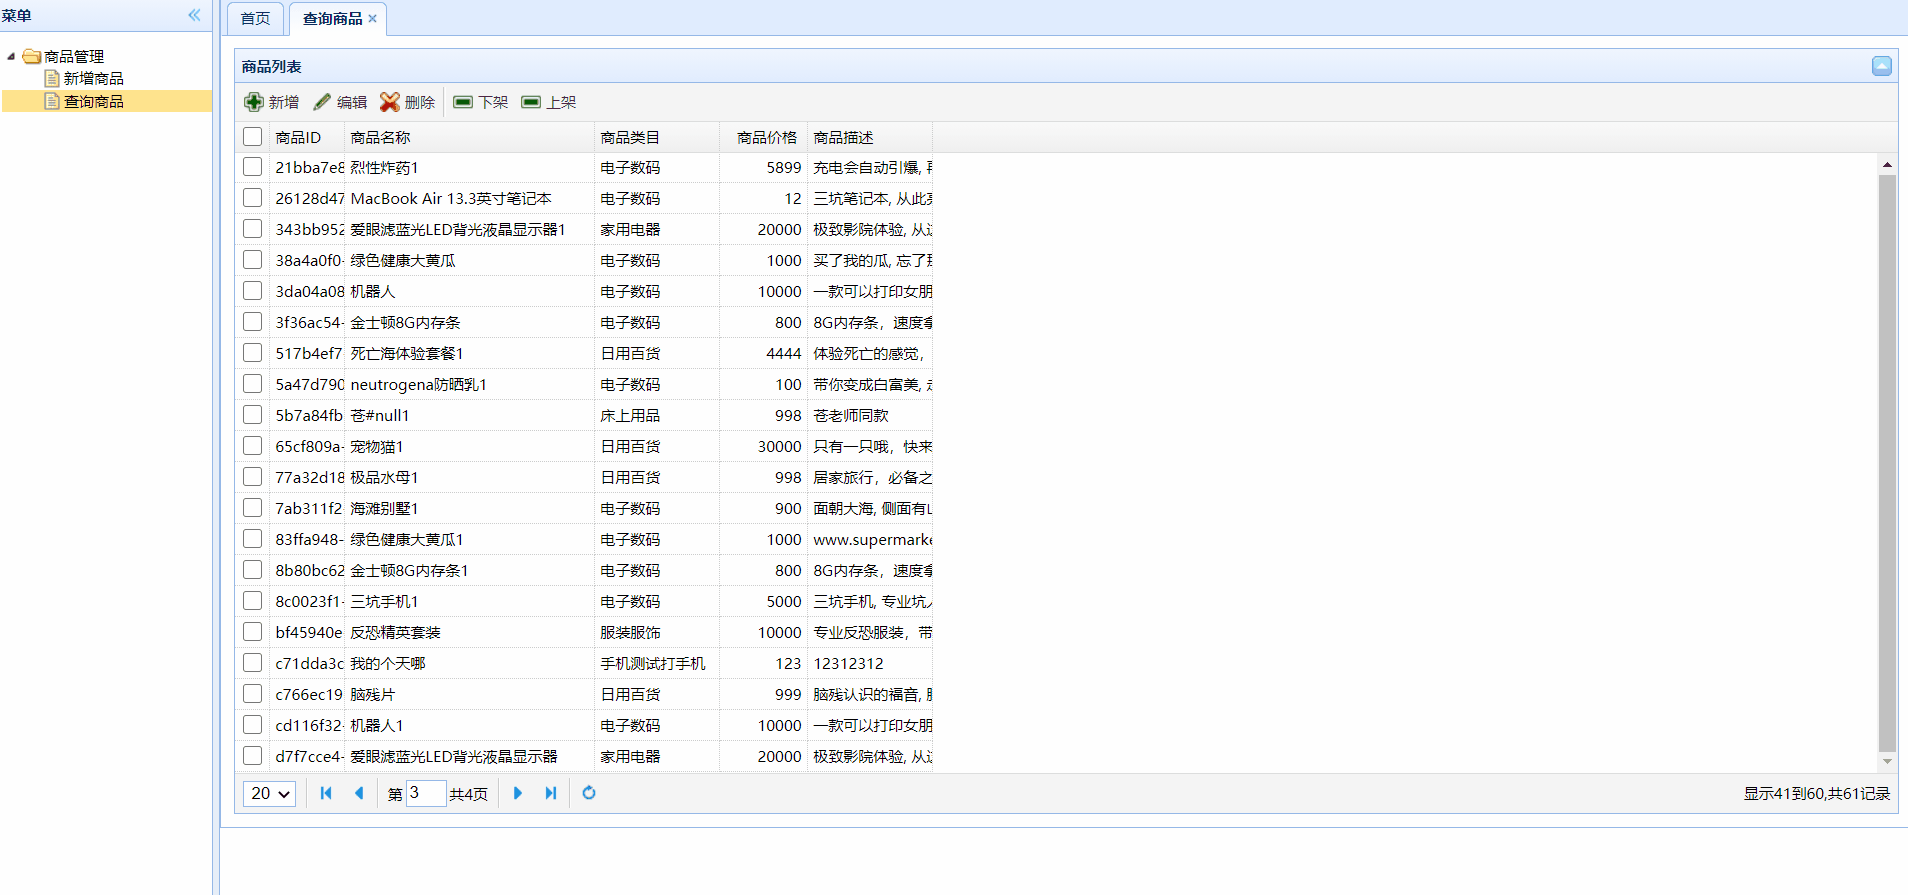 菜单
商品管理
新增商品
查询商品
首页 查询商品
商品列表
新增 编辑 删除 下架 上架
商品ID 商品名称 商品类目 商品价格 商品描述
21bba7e8 烈性炸药1 电子数码 5899 充电会自动引爆,
26128d47 MacBook Air 13.3英寸笔记本 电子数码 12 三坑笔记本, 从此
343bb952 爱眼滤蓝光LED背光液晶显示器1 家用电器 20000 极致影院体验, 从
38a4a0f0- 绿色健康大黄瓜 电子数码 1000 买了我的瓜, 忘了
3da04a08 机器人 电子数码 10000 一款可以打印女朋
3f36ac54- 金士顿8G内存条 电子数码 800 8G内存条，速度
517b4ef7 死亡海体验套餐1 日用百货 4444 体验死亡的感觉，
5a47d790 neutrogena防晒乳1 电子数码 100 带你变成白富美,
5b7a84fb 苍#null1 床上用品 998 苍老师同款
65cf809a- 宠物猫1 日用百货 30000 只有一只哦，快来
77a32d18 极品水母1 日用百货 998 居家旅行，必备之
7ab311f2 海滩别墅1 电子数码 900 面朝大海, 侧面有
83ffa948- 绿色健康大黄瓜1 电子数码 1000 www.supermarke
8b80bc62 金士顿8G内存条1 电子数码 800 8G内存条，速度
8c0023f1- 三坑手机1 电子数码 5000 三坑手机, 专业坑
bf45940e 反恐精英套装 服装服饰 10000 专业反恐服装，带
c71dda3c 我的个天哪 手机测试打手机 123 12312312
c766ec19 脑残片 日用百货 999 脑残认识的福音,
cd116f32- 机器人1 电子数码 10000 一款可以打印女朋
d7f7cce4- 爱眼滤蓝光LED背光液晶显示器 家用电器 20000 极致影院体验, 从
20 第 3 共4页 显示41到60,共61记录